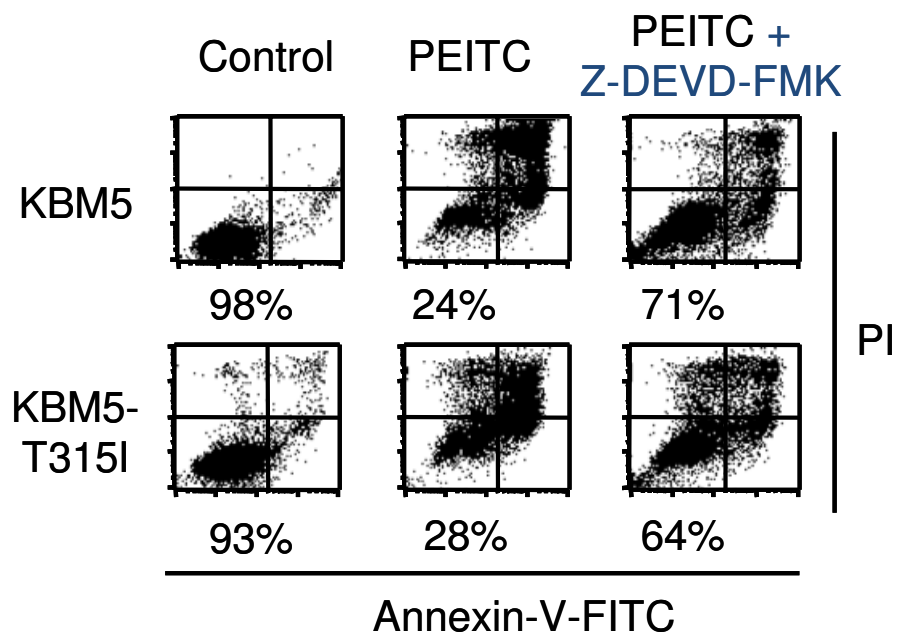 Control
PEITC
PEITC +
Z-DEVD-FMK
KBM5
98%
24%
71%
KBM5-
T315I
93%
28%
64%
PI
Annexin-V-FITC